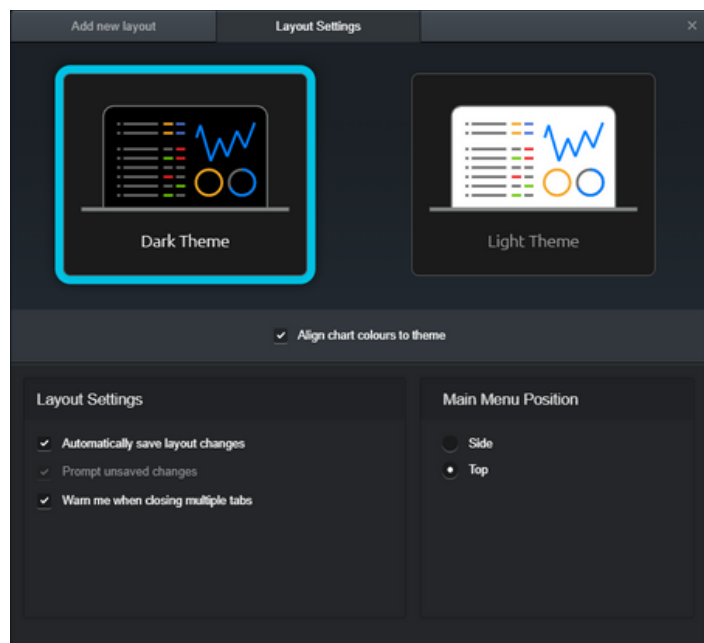 Add new layout
Layout Settings
Dark Theme
Light Theme
Align chart colours to theme
Layout Settings
Automatically save layout changes
Prompt unsaved changes
Warn me when closing multiple tabs
Main Menu Position
Side
Top